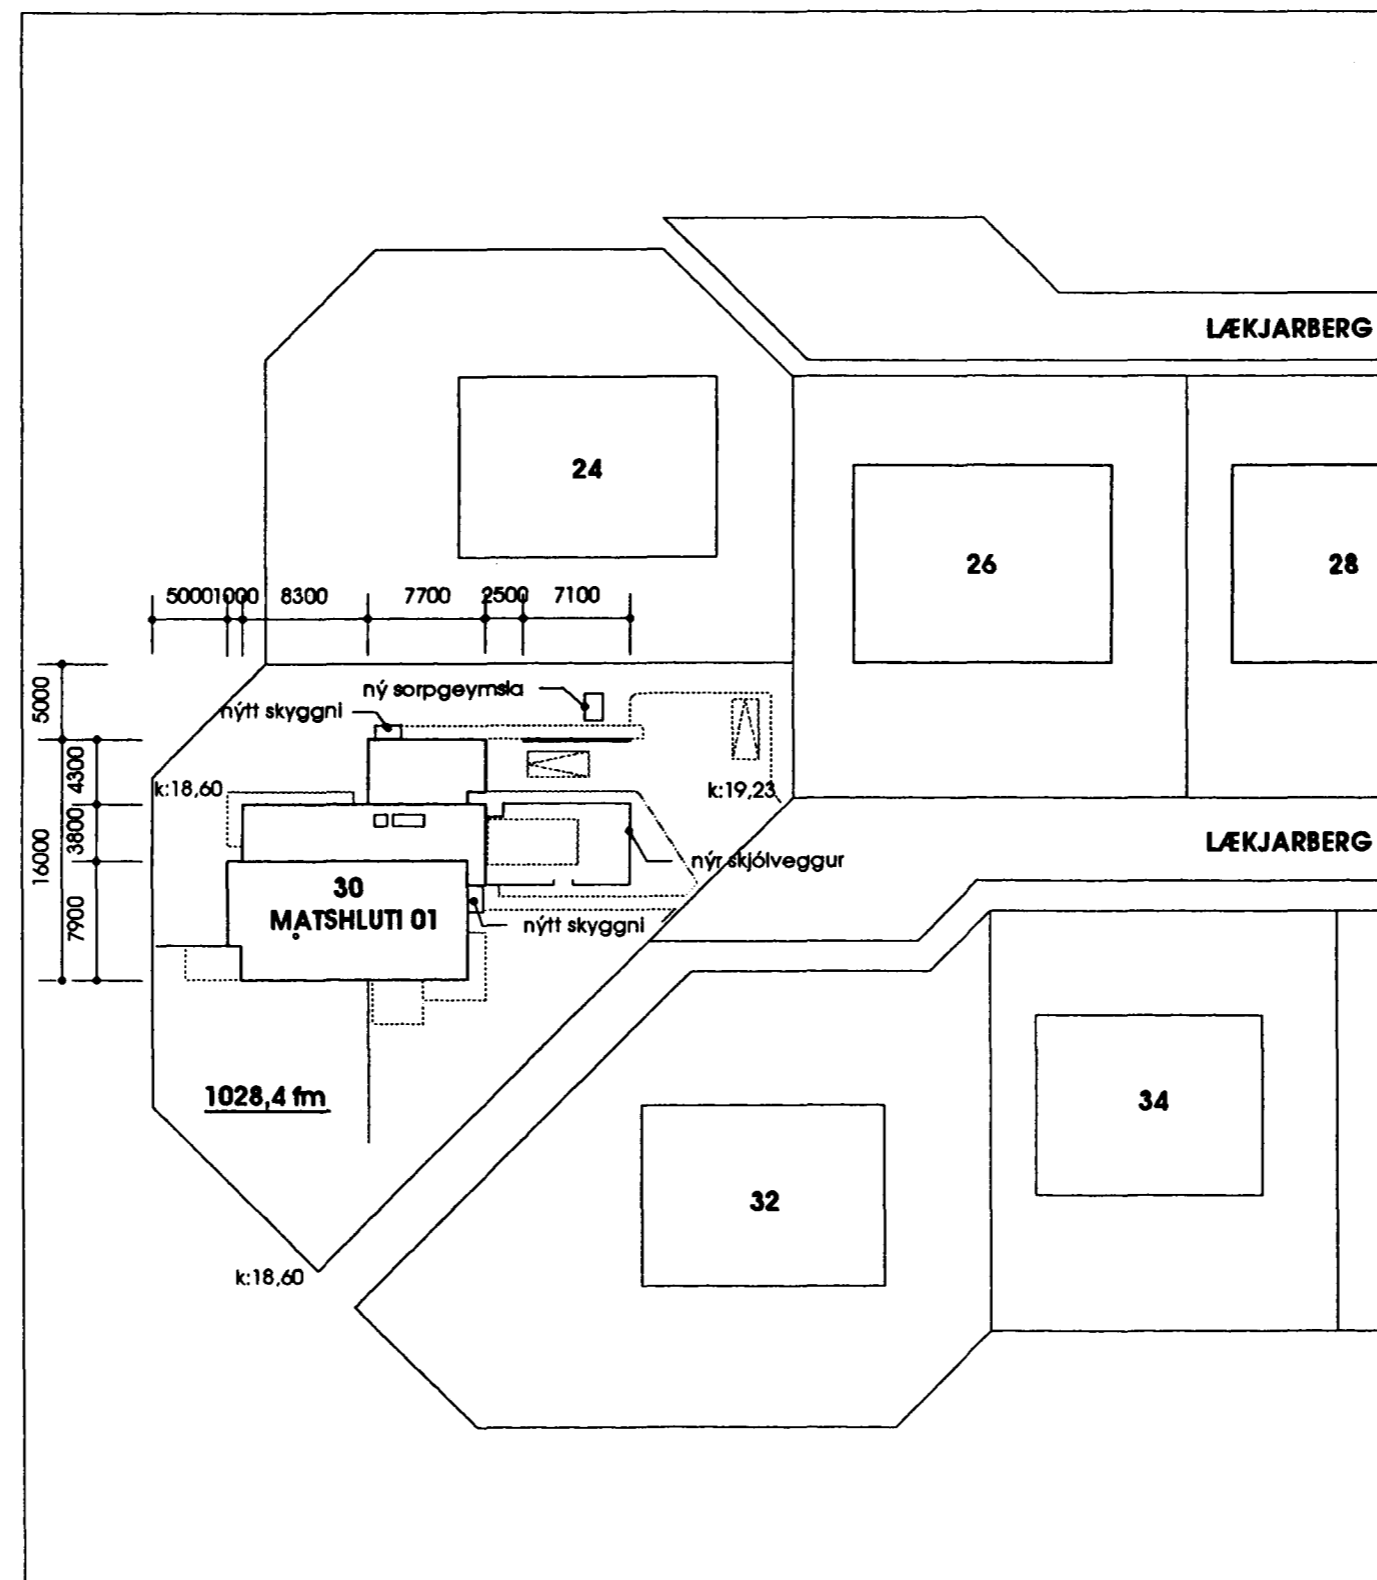 LÆKJARBERG
24
26
28
5000
1000
8300
7700
2500
7100
5000
4300
3800
7900
16000
ný sorpgeymsla
nýtt skyggni
k:18,60
k:19,23
LÆKJARBERG
nýr skjólveggur
30
MATSHLUTI 01
nýtt skyggni
1028,4 fm
34
32
k:18,60